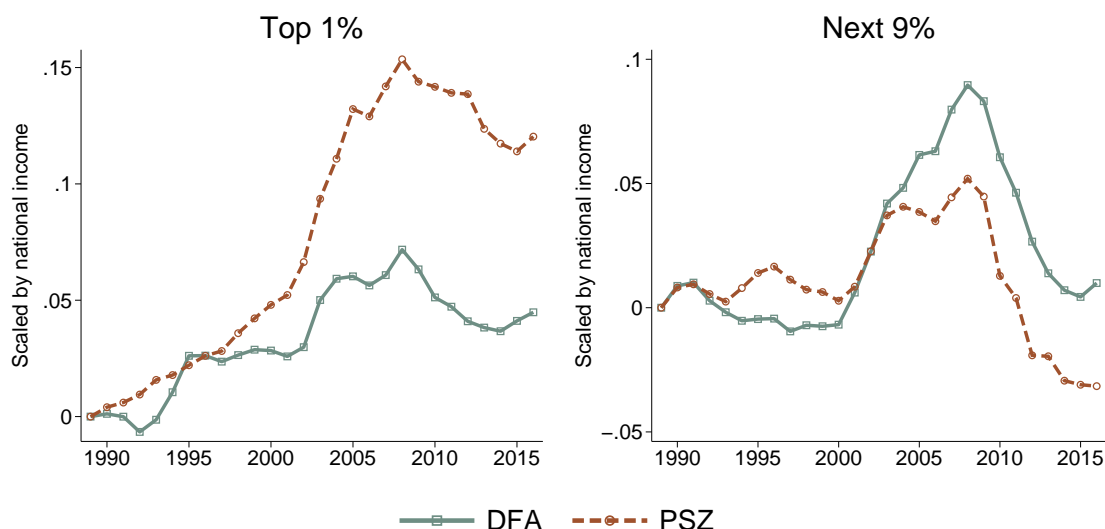 Top 1%
Scaled by national income
.15
.1
.05
0
1990 1995 2000 2005 2010 2015
Next 9%
Scaled by national income
.1
.05
0
−.05
1990 1995 2000 2005 2010 2015
DFA PSZ